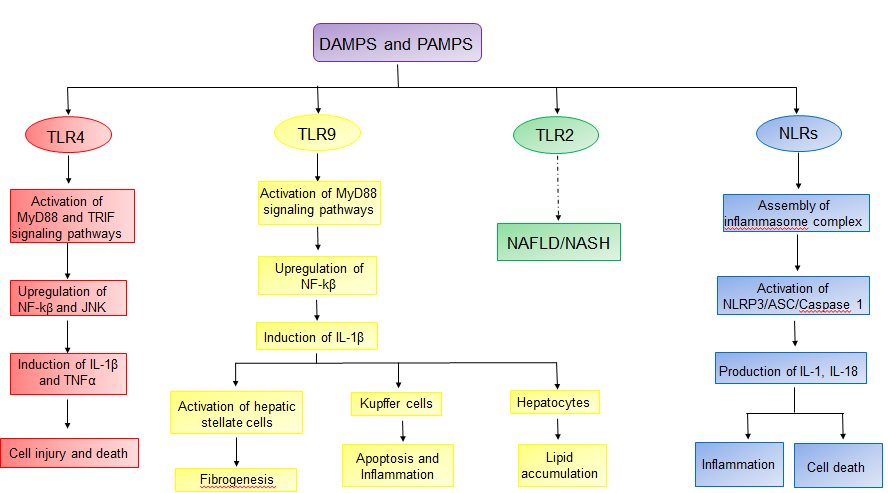 DAMPS and PAMPS
TLR4
TLR9
TLR2
NLRs
Activation of
MyD88 and TRIF
signaling pathways
Upregulation of
NF-kβ and JNK
Induction of IL-1β
and TNFα
Cell injury and death
Activation of MyD88
signaling pathways
Upregulation of
NF-kβ
Induction of IL-1β
Activation of hepatic
stellate cells
Fibrogenesis
Kupffer cells
Apoptosis and
Inflammation
Hepatocytes
Lipid
accumulation
NAFLD/NASH
Assembly of
inflammasome complex
Activation of
NLRP3/ASC/Caspase 1
Production of IL-1, IL-18
Inflammation
Cell death